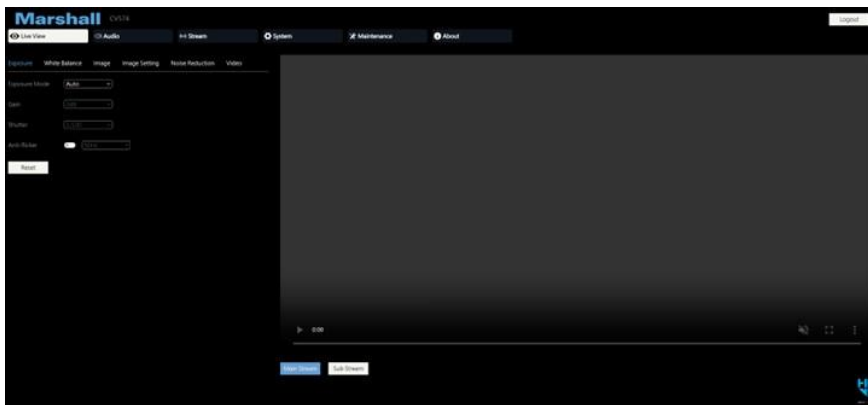 Marshall CV574
Logout
Live View Audio Stream System Maintenance About
Exposure White Balance Image Image Setting Noise Reduction Video
Exposure Mode Auto
Gain
Shutter
Anti-flicker 50Hz
Reset
0:00
Main Stream Sub Stream